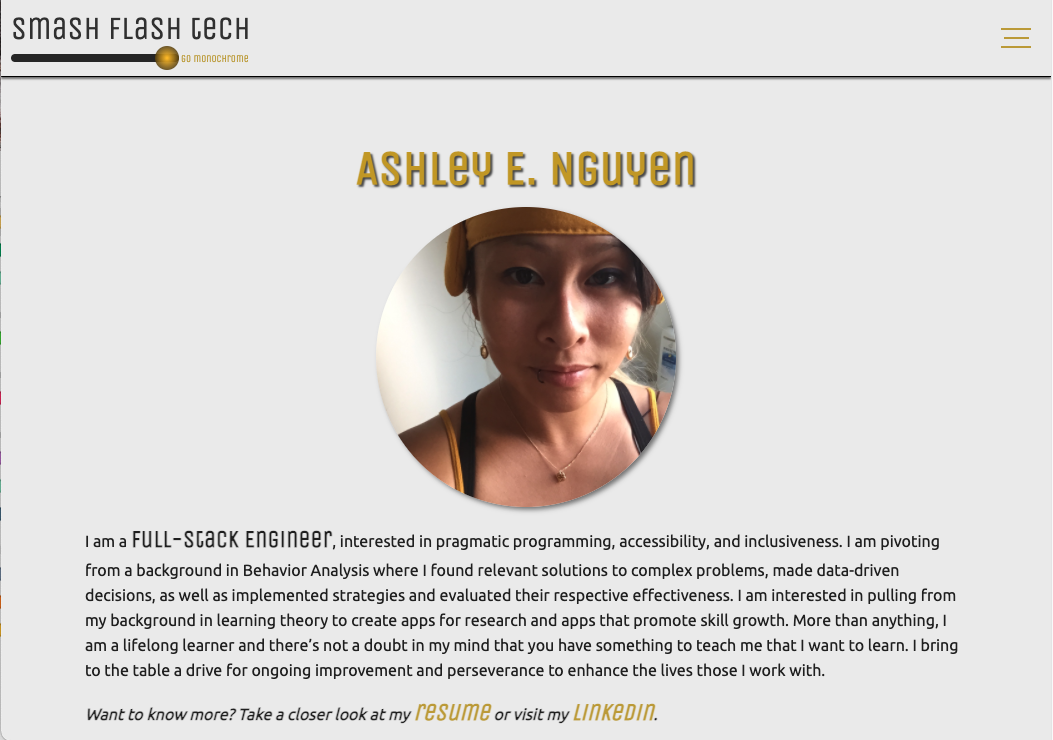 smash flash tech
go monochrome
Ashley E. Nguyen
I am a full-stack engineer, interested in pragmatic programming, accessibility, and inclusiveness. I am pivoting
from a background in Behavior Analysis where I found relevant solutions to complex problems, made data-driven
decisions, as well as implemented strategies and evaluated their respective effectiveness. I am interested in pulling from
my background in learning theory to create apps for research and apps that promote skill growth. More than anything, I
am a lifelong learner and there’s not a doubt in my mind that you have something to teach me that I want to learn. I bring
to the table a drive for ongoing improvement and perseverance to enhance the lives those I work with.
Want to know more? Take a closer look at my resume or visit my LinkedIn.